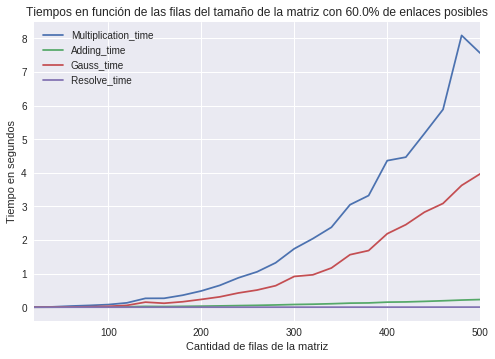 Tiempos en función de las filas del tamaño de la matriz con 60.0% de enlaces posibles
Multiplication_time
Adding_time
Gauss_time
Resolve_time
Tiempo en segundos
8
7
6
5
4
3
2
1
0
100
200
300
400
500
Cantidad de filas de la matriz